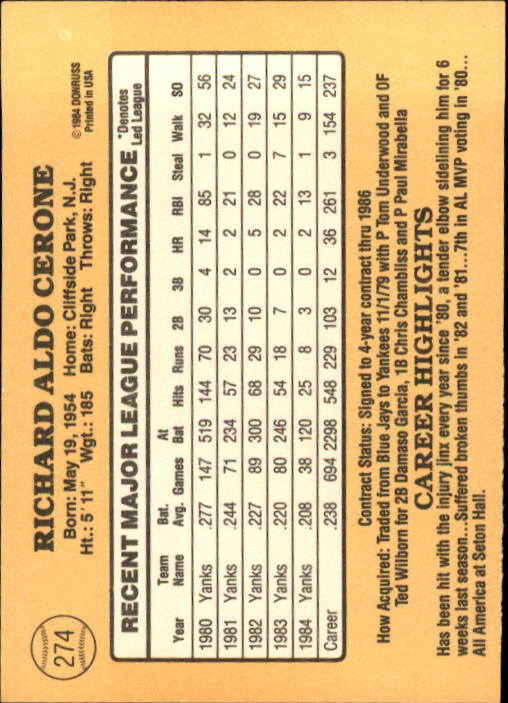 274
RICHARD ALDO CERONE
Born: May 19, 1954 Home: Cliffside Park, N.J.
Ht.: 5'11" Wgt.: 185 Bats: Right Throws: Right
©1984 DONRUSS
Printed in USA
RECENT MAJOR LEAGUE PERFORMANCE *Denotes Led League
Year Team Name Bat. Avg. Games At Bat Hits Runs 2B 3B HR RBI Steal Walk SO
1980 Yanks .277 147 519 144 70 30 4 14 85 1 32 56
1981 Yanks .244 71 234 57 23 13 2 2 21 0 12 24
1982 Yanks .227 89 300 68 29 10 0 5 28 0 19 27
1983 Yanks .220 80 246 54 18 7 0 2 22 7 15 29
1984 Yanks .208 38 120 25 8 3 0 2 13 1 9 15
Career .238 694 2298 548 229 103 12 36 261 3 154 237
Contract Status: Signed to 4-year contract thru 1986
How Acquired: Traded from Blue Jays to Yankees 11/1/79 with P Tom Underwood and OF
Ted Wilborn for 2B Damaso Garcia, 1B Chris Chambliss and P Paul Mirabella
CAREER HIGHLIGHTS
Has been hit with the injury jinx every year since '80, a tender elbow sidelining him for 6
weeks last season...Suffered broken thumbs in '82 and '81...7th in AL MVP voting in '80...
All America at Seton Hall.